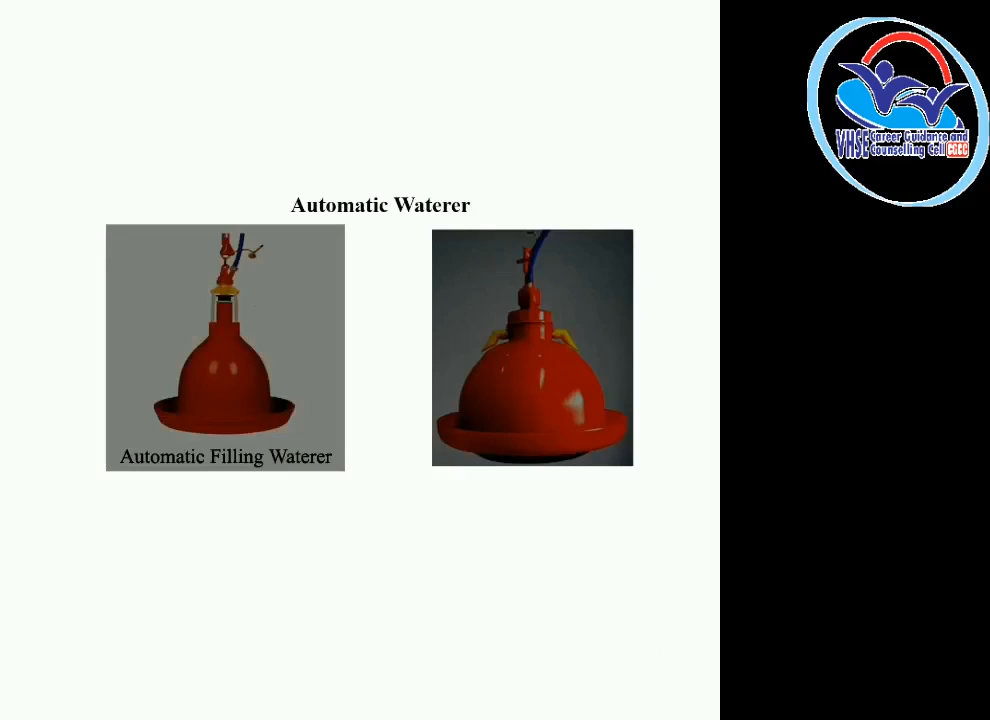 Automatic Waterer
Automatic Filling Waterer
VHSE Career Guidance and
Counselling Cell CGCC